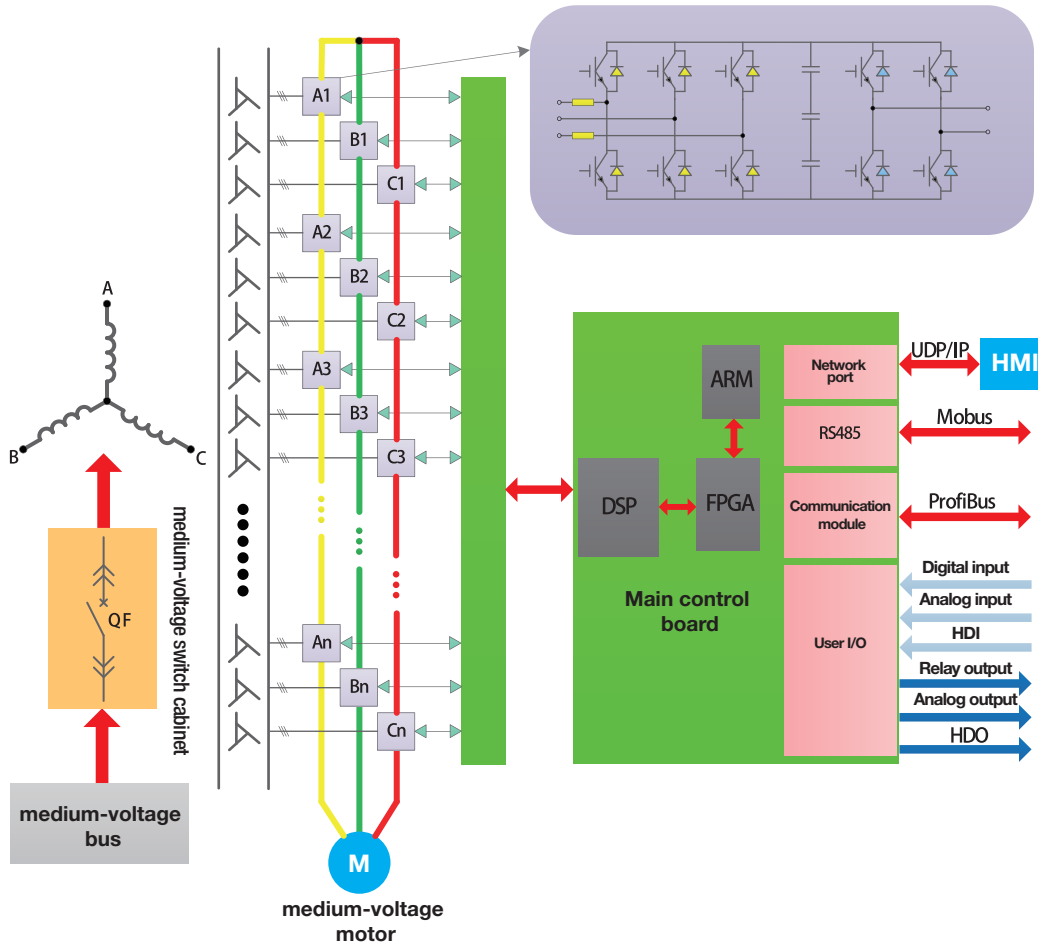 A
B
C
medium-voltage switch cabinet
QF
medium-voltage
bus
A1
B1
C1
A2
B2
C2
A3
B3
C3
An
Bn
Cn
M
medium-voltage
motor
DSP
ARM
FPGA
Main control
board
Network
port
RS485
Communication
module
User I/O
UDP/IP
HMI
Mobus
ProfiBus
Digital input
Analog input
HDI
Relay output
Analog output
HDO